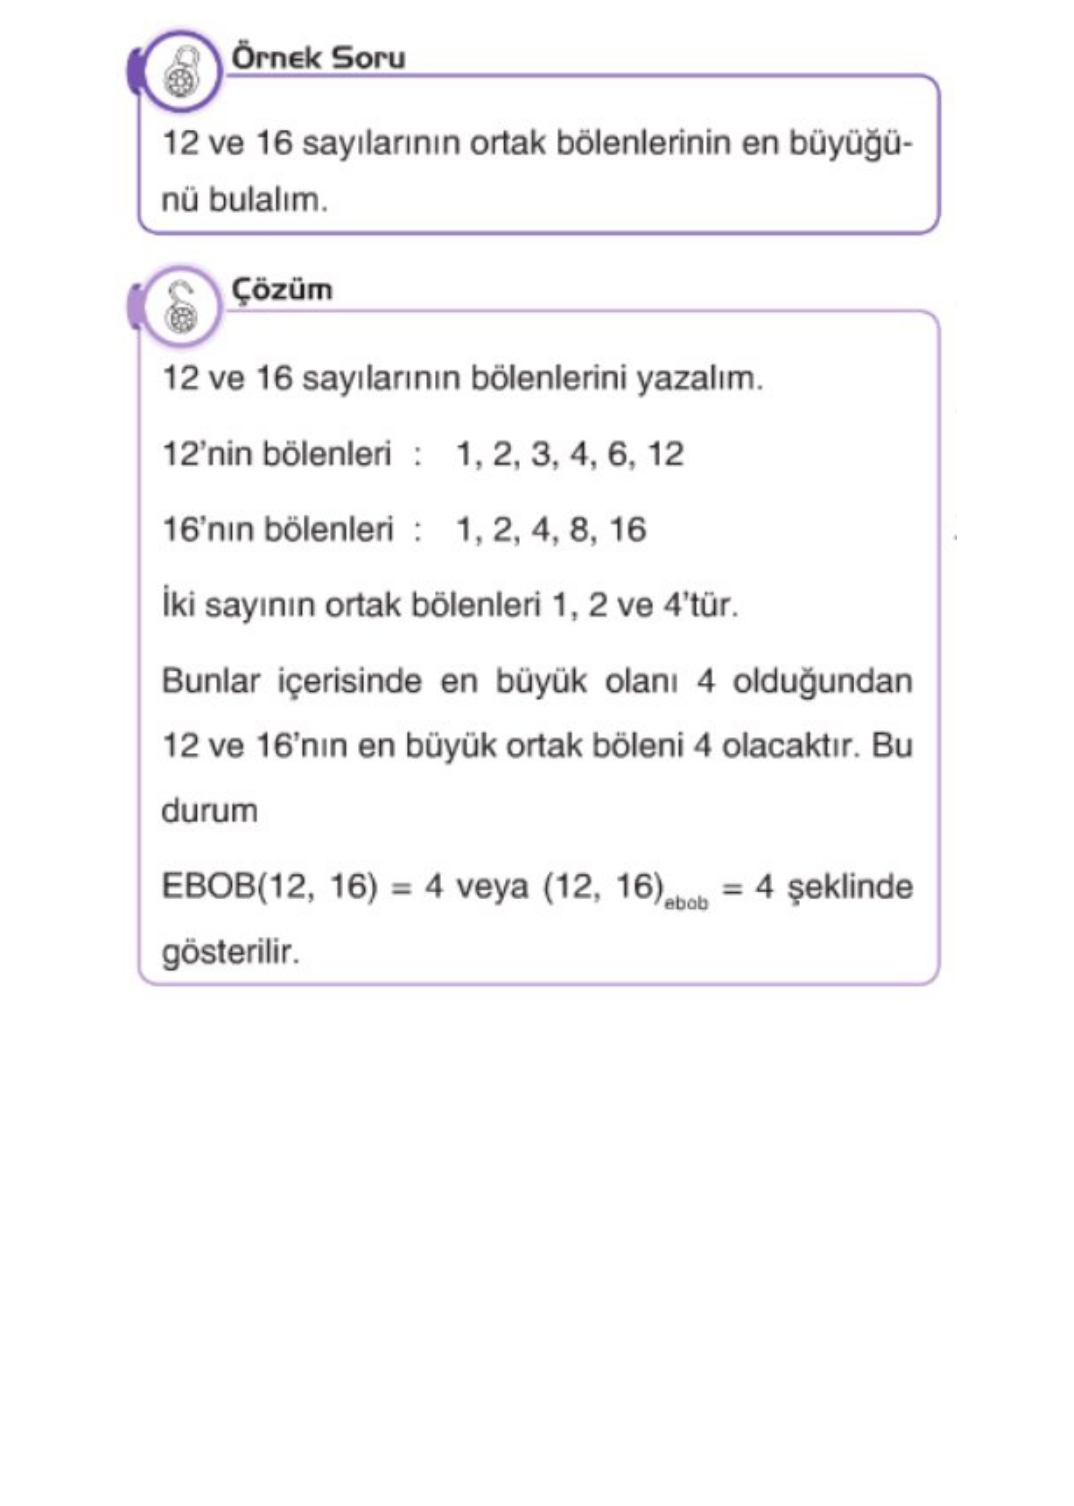 Örnek Soru
12 ve 16 sayılarının ortak bölenlerinin en büyüğü-
nü bulalım.
Çözüm
12 ve 16 sayılarının bölenlerini yazalım.
12’nin bölenleri : 1, 2, 3, 4, 6, 12
16’nın bölenleri : 1, 2, 4, 8, 16
İki sayının ortak bölenleri 1, 2 ve 4’tür.
Bunlar içerisinde en büyük olanı 4 olduğundan
12 ve 16’nın en büyük ortak böleni 4 olacaktır. Bu
durum
EBOB(12, 16) = 4 veya (12, 16)ebob = 4 şeklinde
gösterilir.